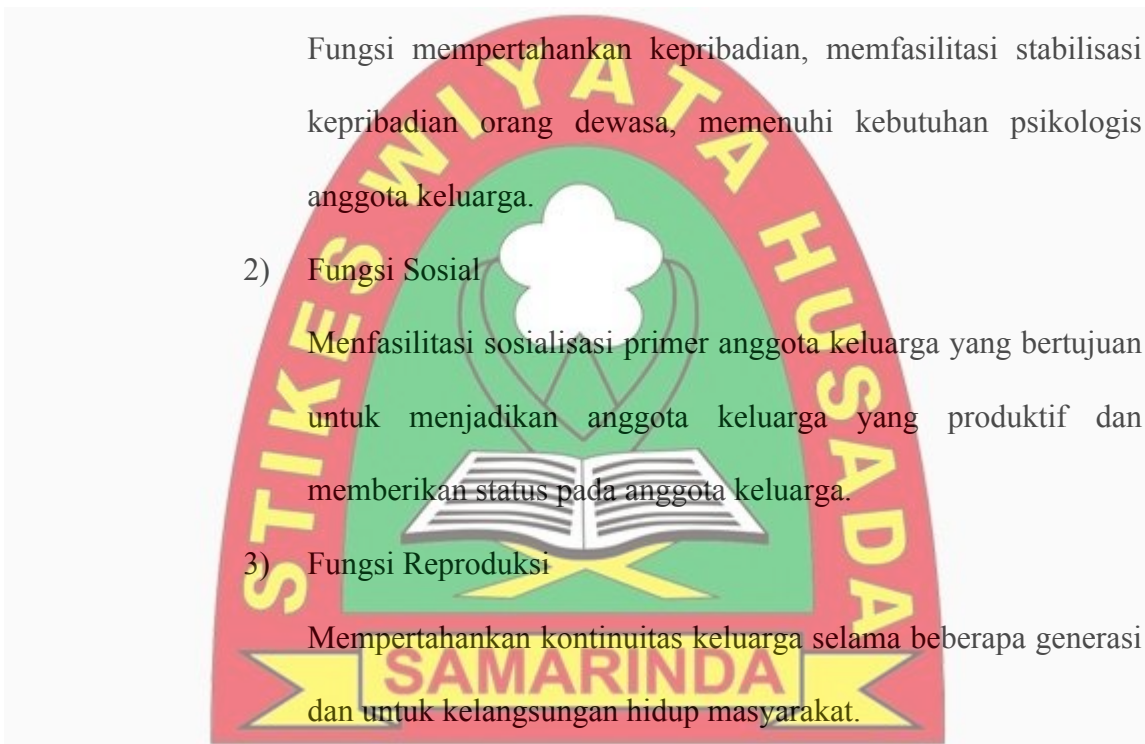 Fungsi mempertahankan kepribadian, memfasilitasi stabilisasi
kepribadian orang dewasa, memenuhi kebutuhan psikologis
anggota keluarga.
2) Fungsi Sosial
Menfasilitasi sosialisasi primer anggota keluarga yang bertujuan
untuk menjadikan anggota keluarga yang produktif dan
memberikan status pada anggota keluarga.
3) Fungsi Reproduksi
Mempertahankan kontinuitas keluarga selama beberapa generasi
dan untuk kelangsungan hidup masyarakat.
STIKES WIYATA HUSADA
SAMARINDA